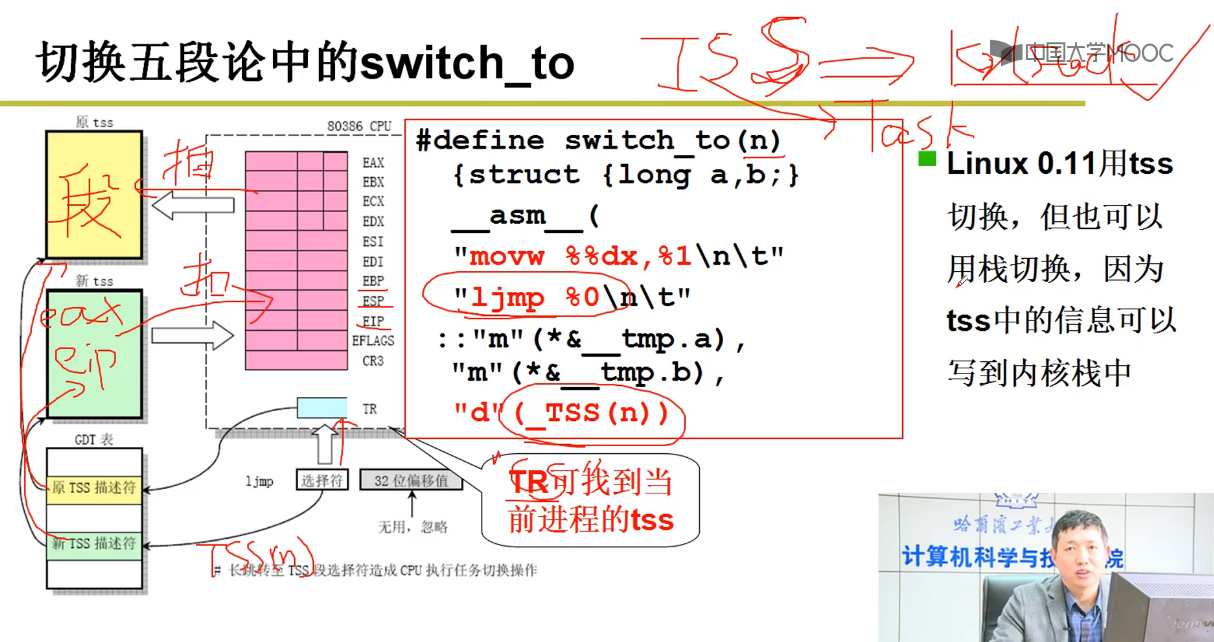 切换五段论中的switch_to
TSS
中国大学MOOC
Task
原 tss
段
拍
80386 CPU
EAX
EBX
ECX
EDX
ESI
EDI
EBP
ESP
EIP
EFLAGS
CR3
TR
新 tss
eax
eip
扣
GDT 表
原 TSS 描述符
新 TSS 描述符
ljmp
选择符
32 位偏移值
无用，忽略
TSS(n)
# 长跳转至 TSS 段选择符造成 CPU 执行任务切换操作
#define switch_to(n)
{struct {long a,b;}
__asm__(
"movw %%dx,%1\n\t"
"ljmp %0\n\t"
::"m"(*&__tmp.a),
"m"(*&__tmp.b),
"d"(_TSS(n))
TR可找到当
前进程的tss
Linux 0.11用tss
切换，但也可以
用栈切换，因为
tss中的信息可以
写到内核栈中
哈尔滨工业大
计算机科学与技
院